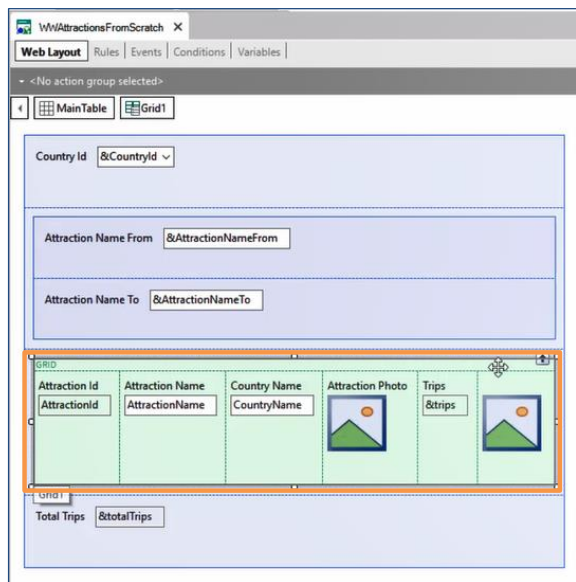 WWAttractionsFromScratch X
Web Layout | Rules | Events | Conditions | Variables |
<No action group selected>
MainTable Grid1
Country Id &CountryId
Attraction Name From &AttractionNameFrom
Attraction Name To &AttractionNameTo
GRID
Attraction Id Attraction Name Country Name Attraction Photo Trips
AttractionId AttractionName CountryName &trips
Grid1
Total Trips &totalTrips